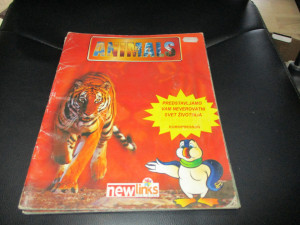 ANIMALS
PREDSTAVLJAMO
VAM NEVEROVATNI
SVET ŽIVOTINJA
newlinks